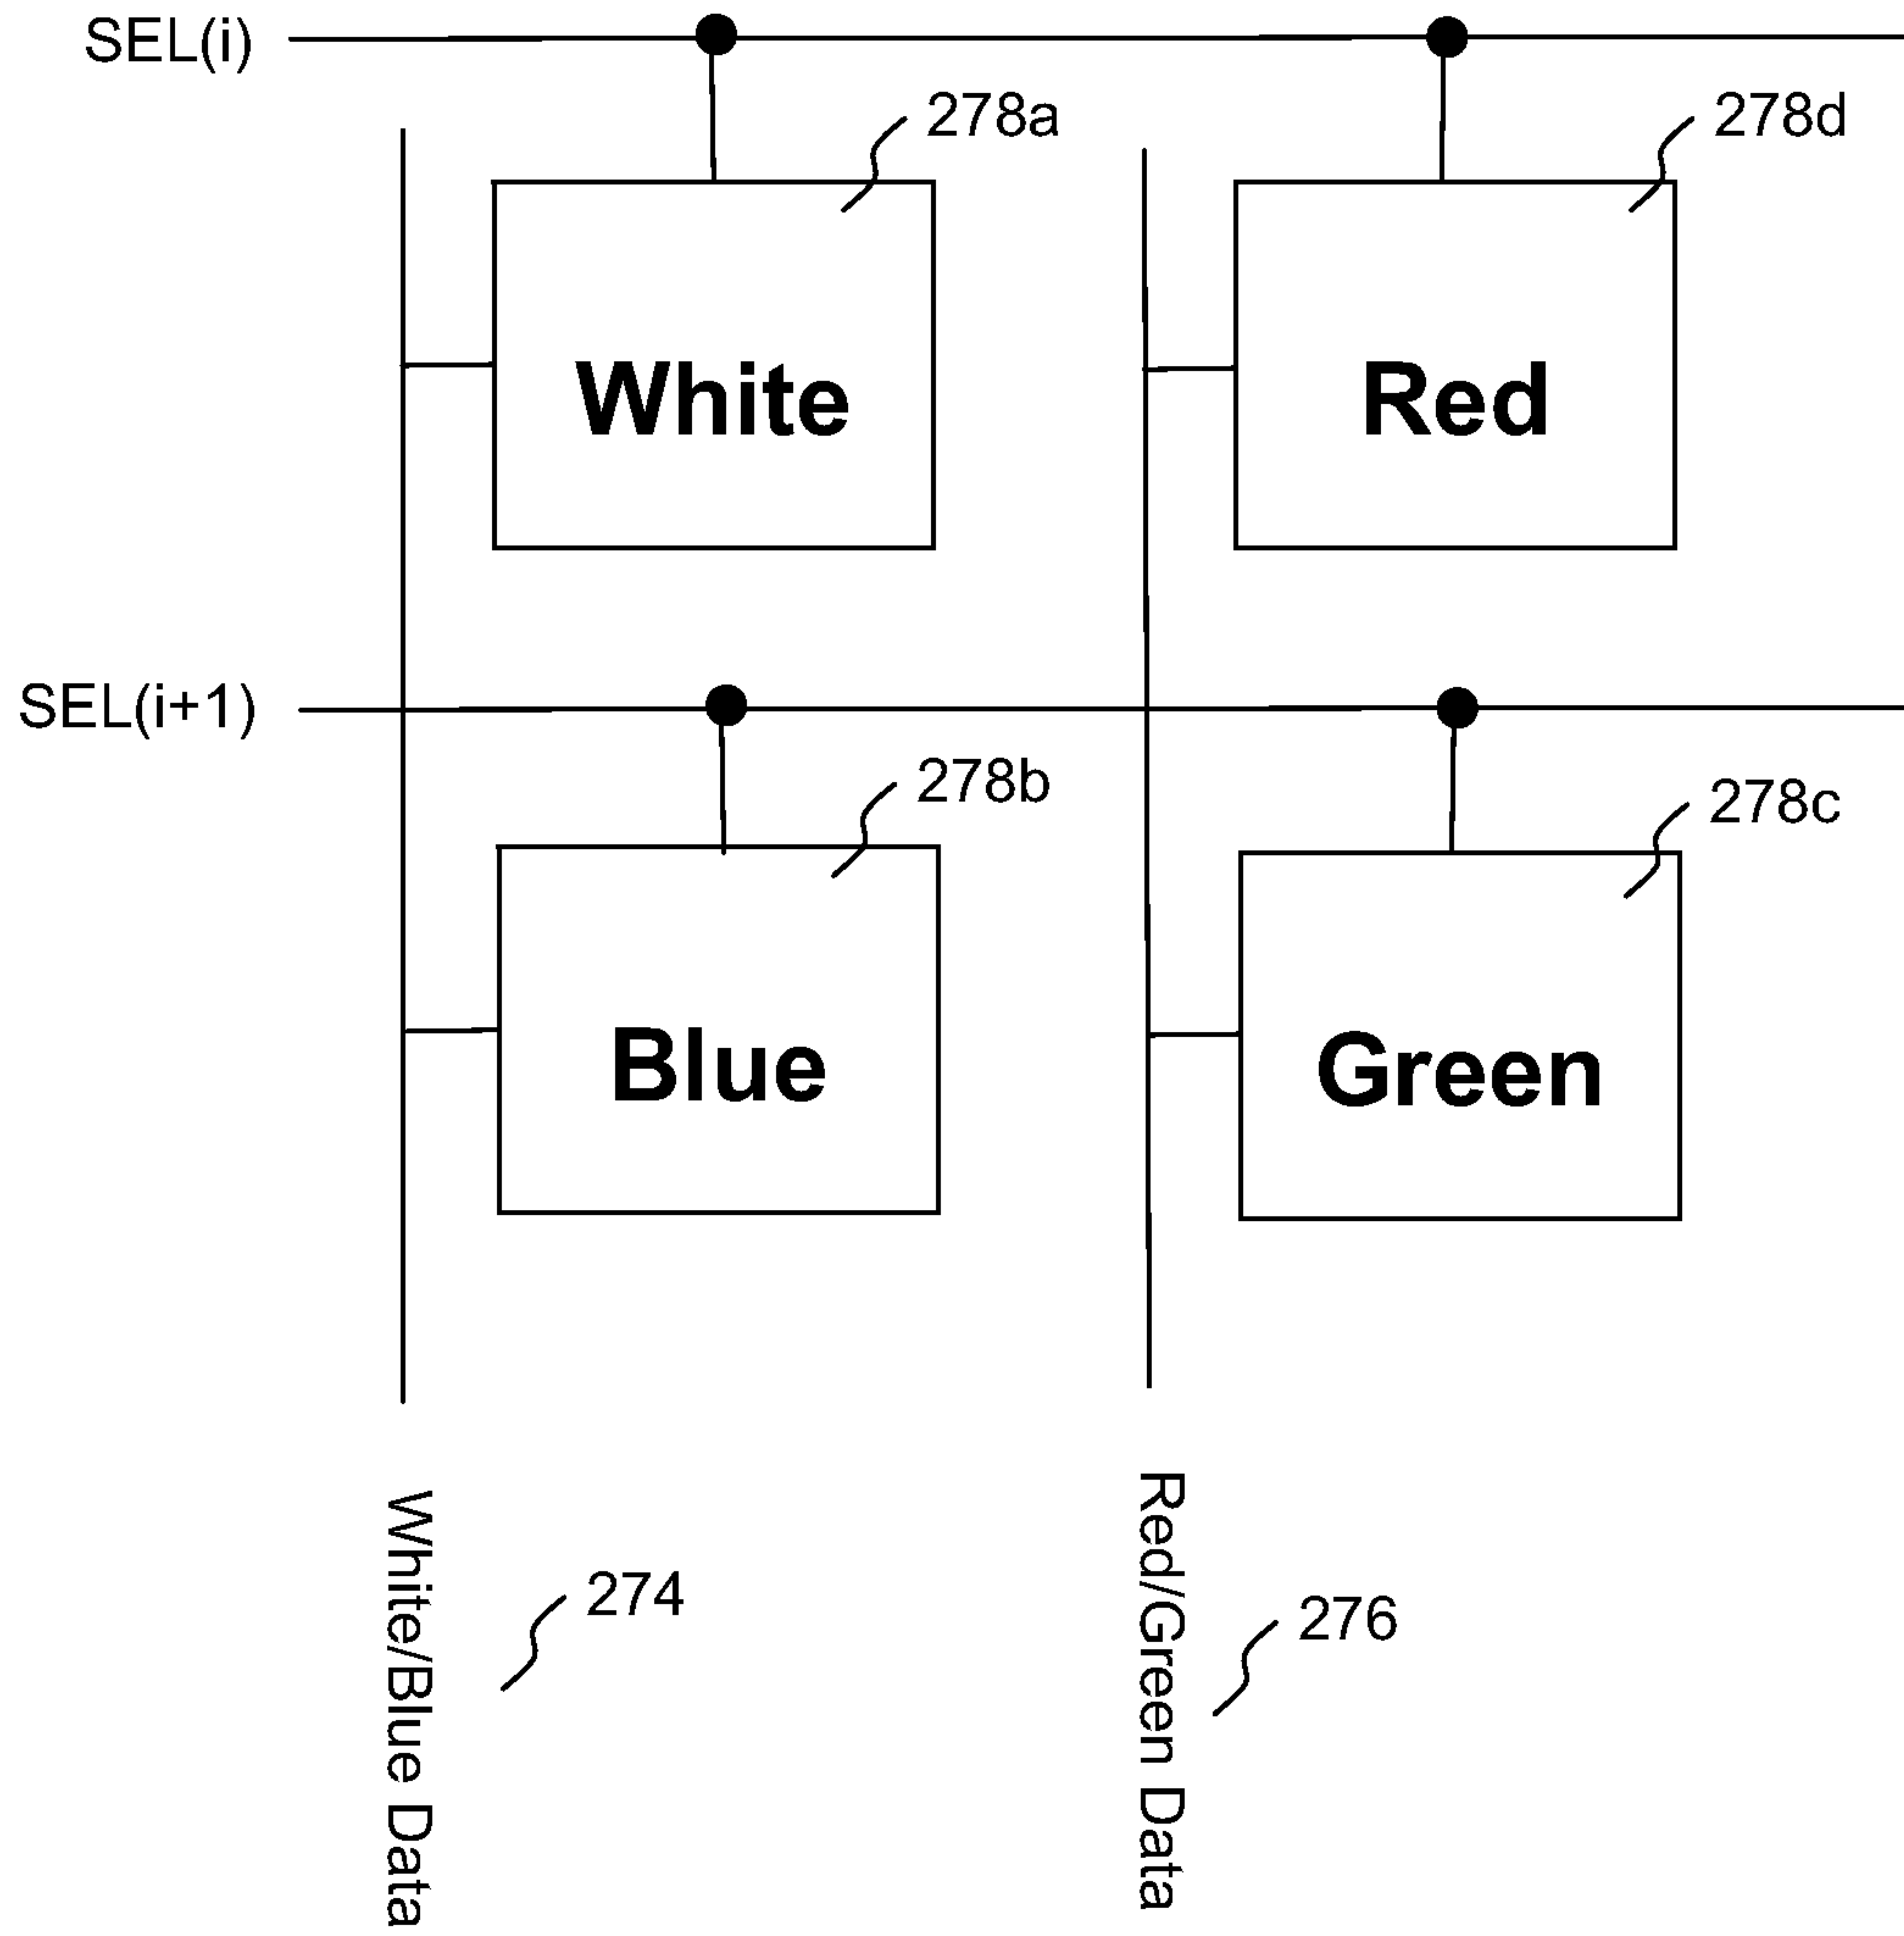 SEL(i)
278a
278d
White
Red
SEL(i+1)
278b
278c
Blue
Green
White/Blue Data
274
Red/Green Data
276